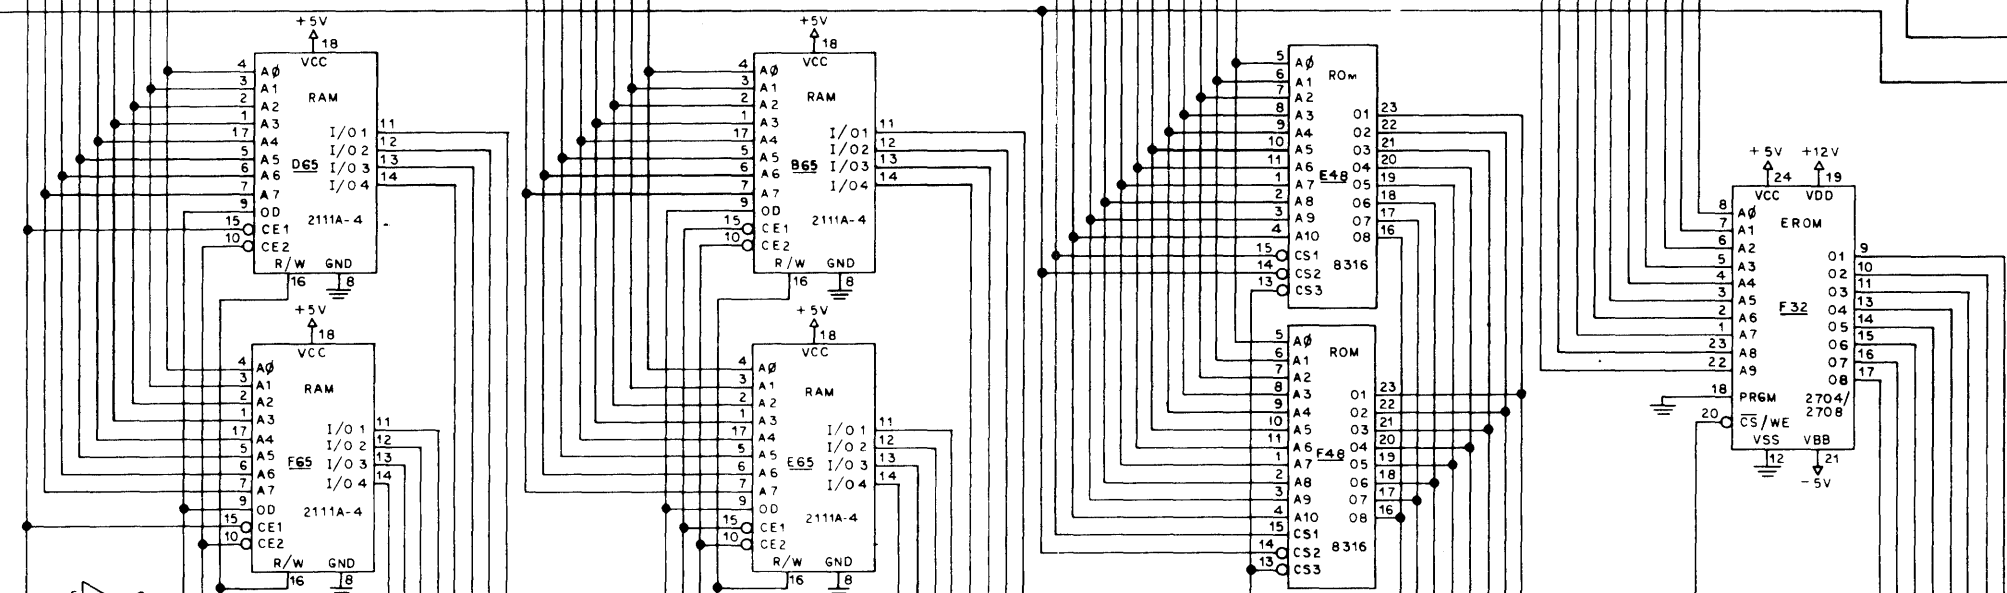 +5V
18
VCC
4 AØ
3 A1
2 A2
1 A3
17 A4
5 A5
6 A6
7 A7
9 OD
15 CE1
10 CE2
RAM
D65
2111A-4
I/O1 11
I/O2 12
I/O3 13
I/O4 14
R/W GND
16 8
+5V
18
VCC
4 AØ
3 A1
2 A2
1 A3
17 A4
5 A5
6 A6
7 A7
9 OD
15 CE1
10 CE2
RAM
F65
2111A-4
I/O1 11
I/O2 12
I/O3 13
I/O4 14
R/W GND
16 8
+5V
18
VCC
4 AØ
3 A1
2 A2
1 A3
17 A4
5 A5
6 A6
7 A7
9 OD
15 CE1
10 CE2
RAM
B65
2111A-4
I/O1 11
I/O2 12
I/O3 13
I/O4 14
R/W GND
16 8
+5V
18
VCC
4 AØ
3 A1
2 A2
1 A3
17 A4
5 A5
6 A6
7 A7
9 OD
15 CE1
10 CE2
RAM
E65
2111A-4
I/O1 11
I/O2 12
I/O3 13
I/O4 14
R/W GND
16 8
5 AØ
6 A1
7 A2
8 A3
9 A4
10 A5
11 A6
1 A7
2 A8
3 A9
4 A10
15 CS1
14 CS2
13 CS3
ROm
E48
8316
O1 23
O2 22
O3 21
O4 20
O5 19
O6 18
O7 17
O8 16
5 AØ
6 A1
7 A2
8 A3
9 A4
10 A5
11 A6
1 A7
2 A8
3 A9
4 A10
15 CS1
14 CS2
13 CS3
ROM
F48
8316
O1 23
O2 22
O3 21
O4 20
O5 19
O6 18
O7 17
O8 16
+5V +12V
24 19
VCC VDD
8 AØ
7 A1
6 A2
5 A3
4 A4
3 A5
2 A6
1 A7
23 A8
22 A9
18 PRGM
20 C̅S̅/WE
EROM
F32
2704/
2708
O1 9
O2 10
O3 11
O4 13
O5 14
O6 15
O7 16
O8 17
VSS VBB
12 21
-5V